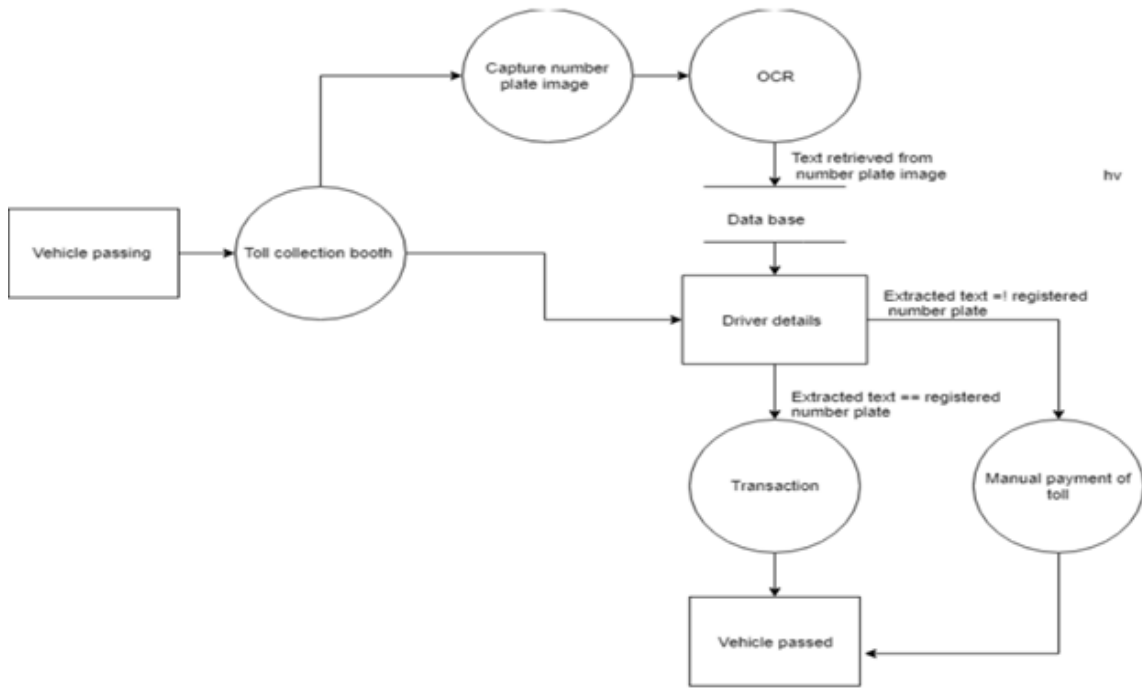 Capture number
plate image
OCR
Text retrieved from
number plate image
hv
Vehicle passing
Toll collection booth
Data base
Driver details
Extracted text =! registered
number plate
Extracted text == registered
number plate
Transaction
Manual payment of
toll
Vehicle passed